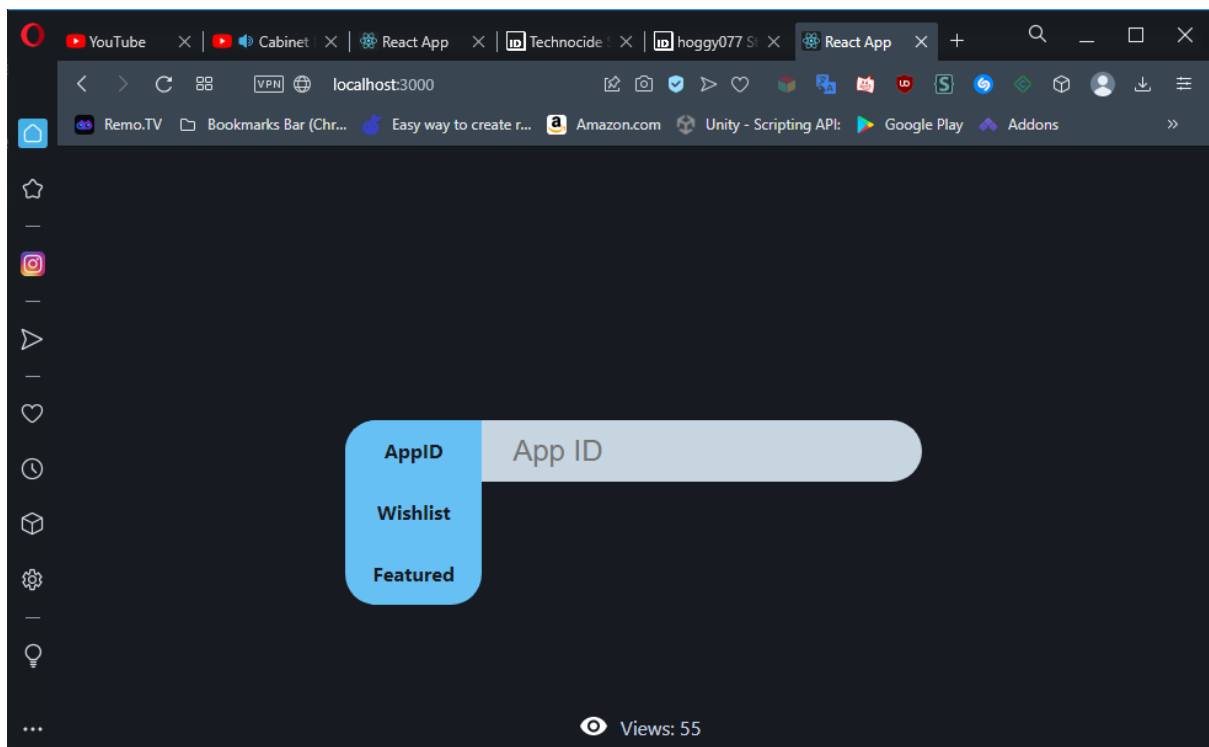 YouTube Cabinet React App Technocide hoggy077 React App
VPN localhost:3000
Remo.TV Bookmarks Bar (Chr... Easy way to create r... a Amazon.com Unity - Scripting API: Google Play Addons
AppID App ID
Wishlist
Featured
Views: 55